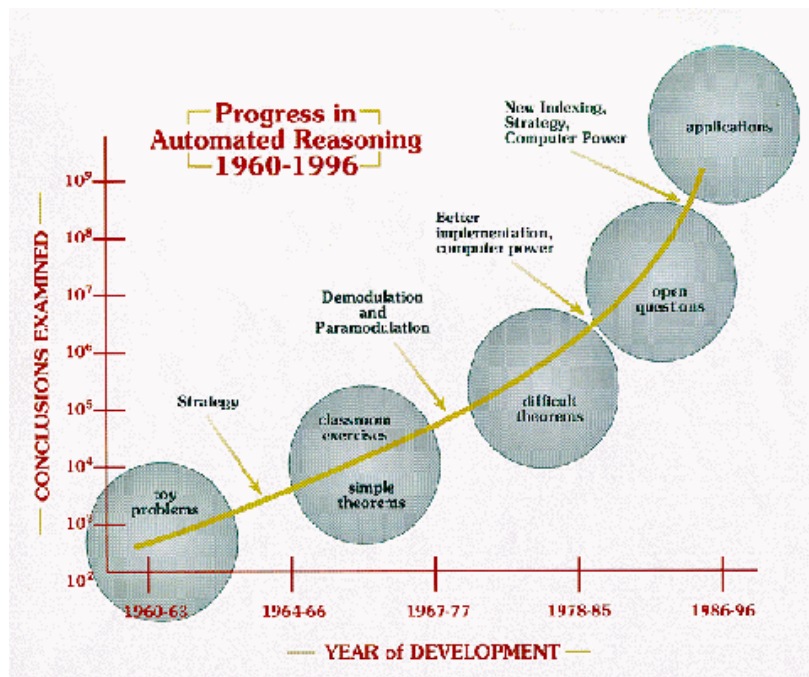 Progress in
Automated Reasoning
1960-1996
New Indexing,
Strategy,
Computer Power
applications
Better
implementation,
computer power
open
questions
Demodulation
and
Paramodulation
difficult
theorems
Strategy
classroom
exercises
simple
theorems
toy
problems
CONCLUSIONS EXAMINED
10⁹
10⁸
10⁷
10⁶
10⁵
10⁴
10³
10²
1960-63
1964-66
1967-77
1978-85
1986-96
YEAR of DEVELOPMENT